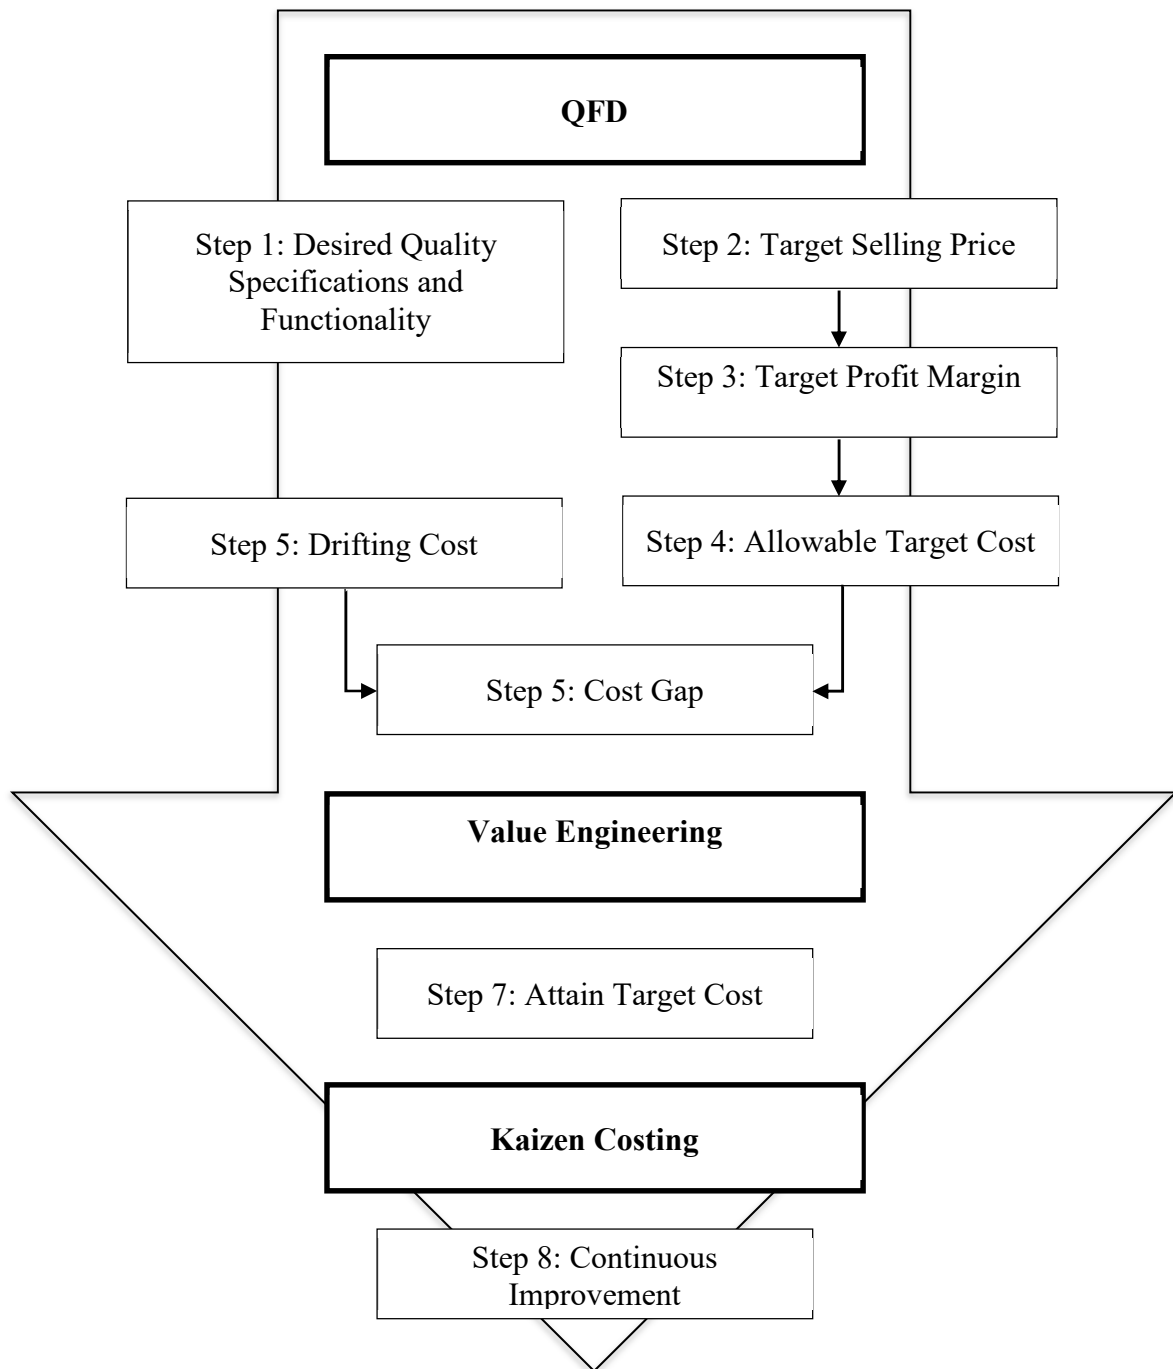 QFD
Step 1: Desired Quality
Specifications and
Functionality
Step 2: Target Selling Price
Step 3: Target Profit Margin
Step 5: Drifting Cost
Step 4: Allowable Target Cost
Step 5: Cost Gap
Value Engineering
Step 7: Attain Target Cost
Kaizen Costing
Step 8: Continuous
Improvement